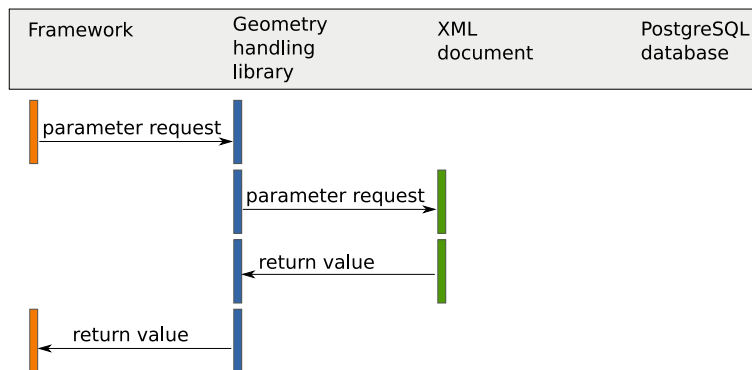 Framework
Geometry
handling
library
XML
document
PostgreSQL
database
parameter request
parameter request
return value
return value